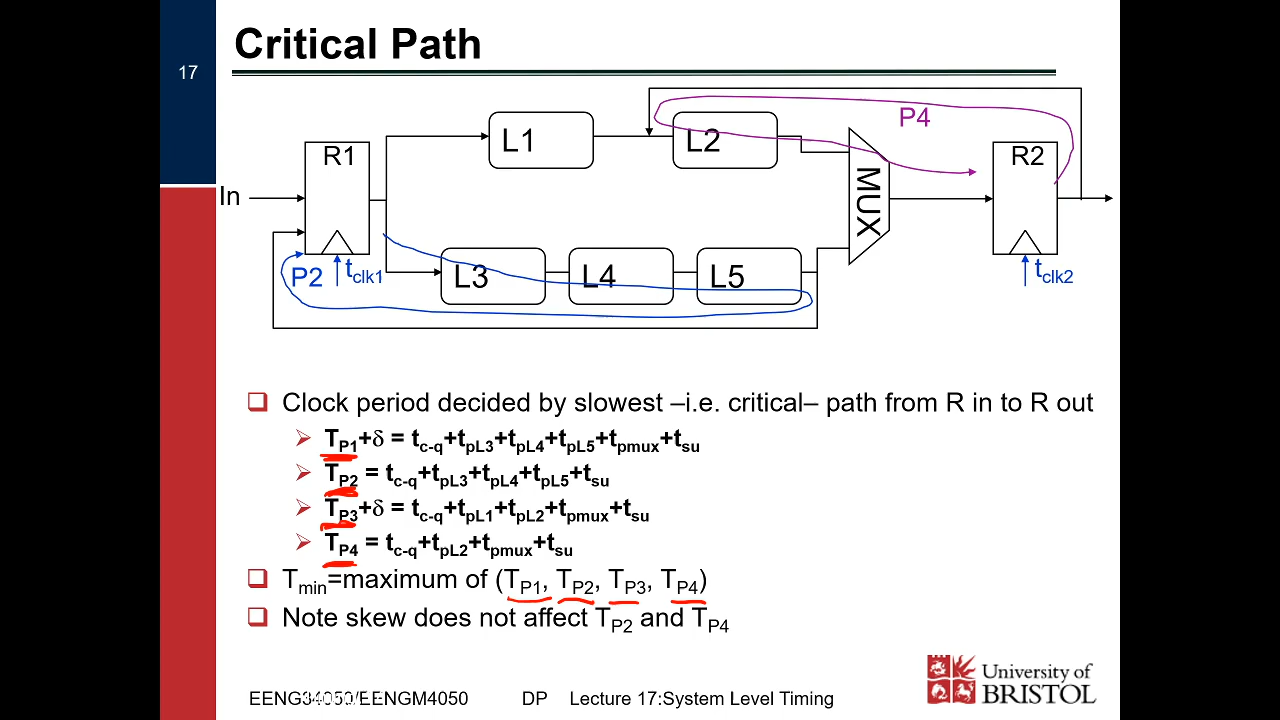 Critical Path
17
P4
R1
L1
L2
R2
In
MUX
P2
tclk1
L3
L4
L5
tclk2
Clock period decided by slowest –i.e. critical– path from R in to R out
TP1+δ = tc-q+tpL3+tpL4+tpL5+tpmux+tsu
TP2 = tc-q+tpL3+tpL4+tpL5+tsu
TP3+δ = tc-q+tpL1+tpL2+tpmux+tsu
TP4 = tc-q+tpL2+tpmux+tsu
Tmin=maximum of (TP1, TP2, TP3, TP4)
Note skew does not affect TP2 and TP4
University of
BRISTOL
DP Lecture 17:System Level Timing